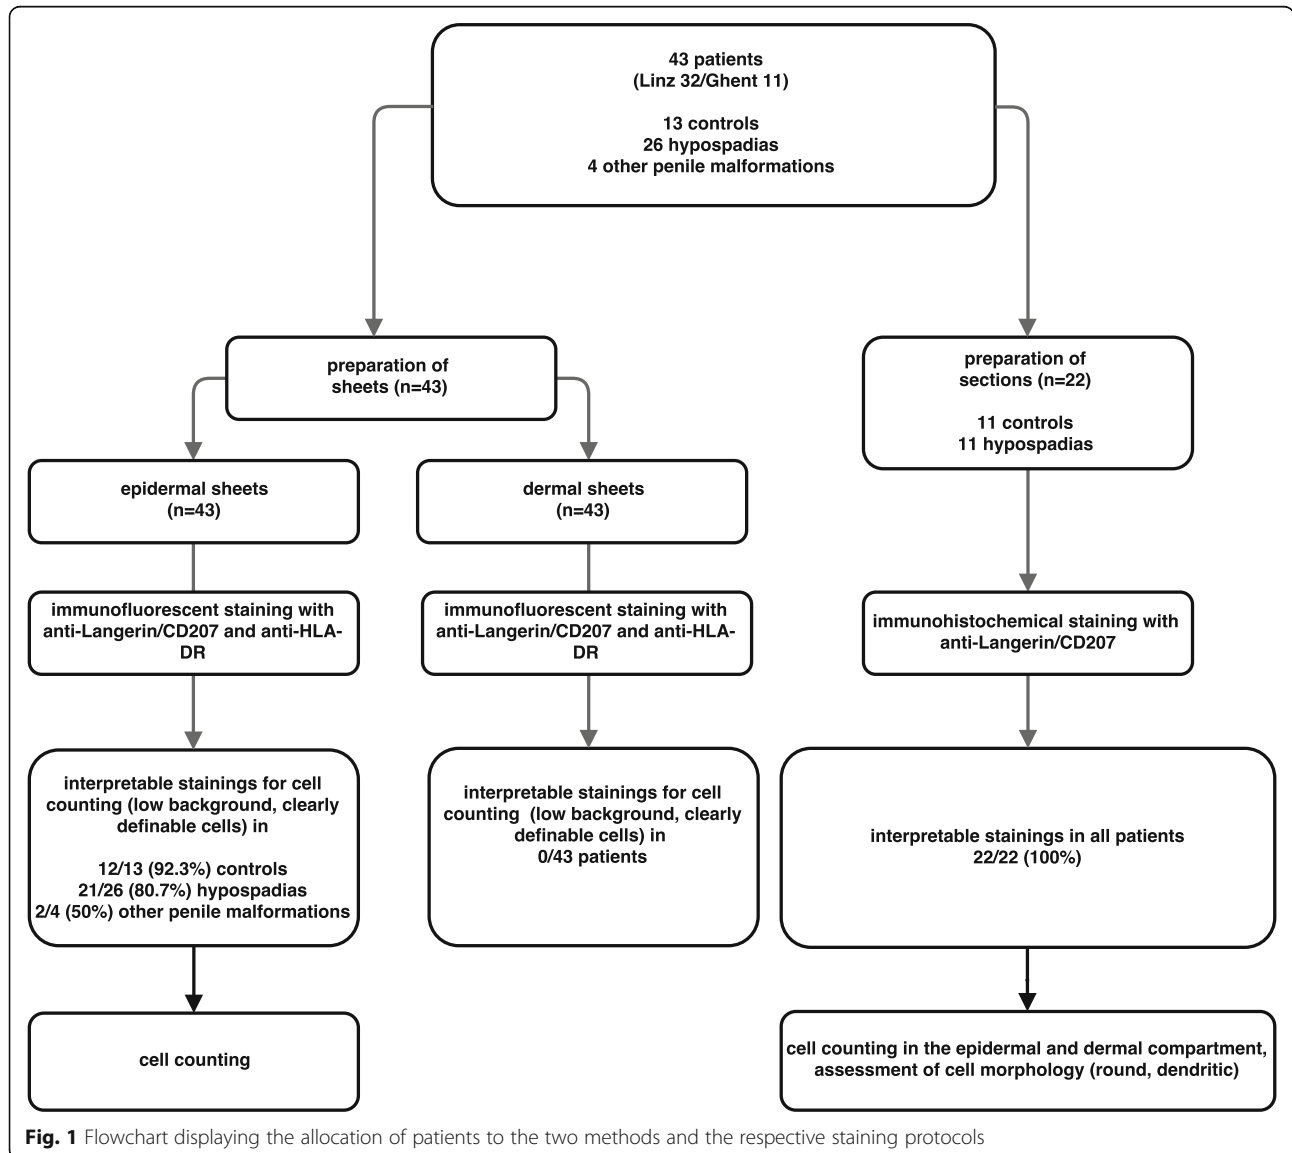 43 patients
(Linz 32/Ghent 11)
13 controls
26 hypospadias
4 other penile malformations
preparation of
sheets (n=43)
preparation of
sections (n=22)
11 controls
11 hypospadias
epidermal sheets
(n=43)
dermal sheets
(n=43)
immunofluorescent staining with
anti-Langerin/CD207 and anti-HLA-
DR
immunofluorescent staining with
anti-Langerin/CD207 and anti-HLA-
DR
immunohistochemical staining with
anti-Langerin/CD207
interpretable stainings for cell
counting (low background, clearly
definable cells) in
12/13 (92.3%) controls
21/26 (80.7%) hypospadias
2/4 (50%) other penile malformations
interpretable stainings for cell
counting (low background, clearly
definable cells) in
0/43 patients
interpretable stainings in all patients
22/22 (100%)
cell counting
cell counting in the epidermal and dermal compartment,
assessment of cell morphology (round, dendritic)
Fig. 1 Flowchart displaying the allocation of patients to the two methods and the respective staining protocols